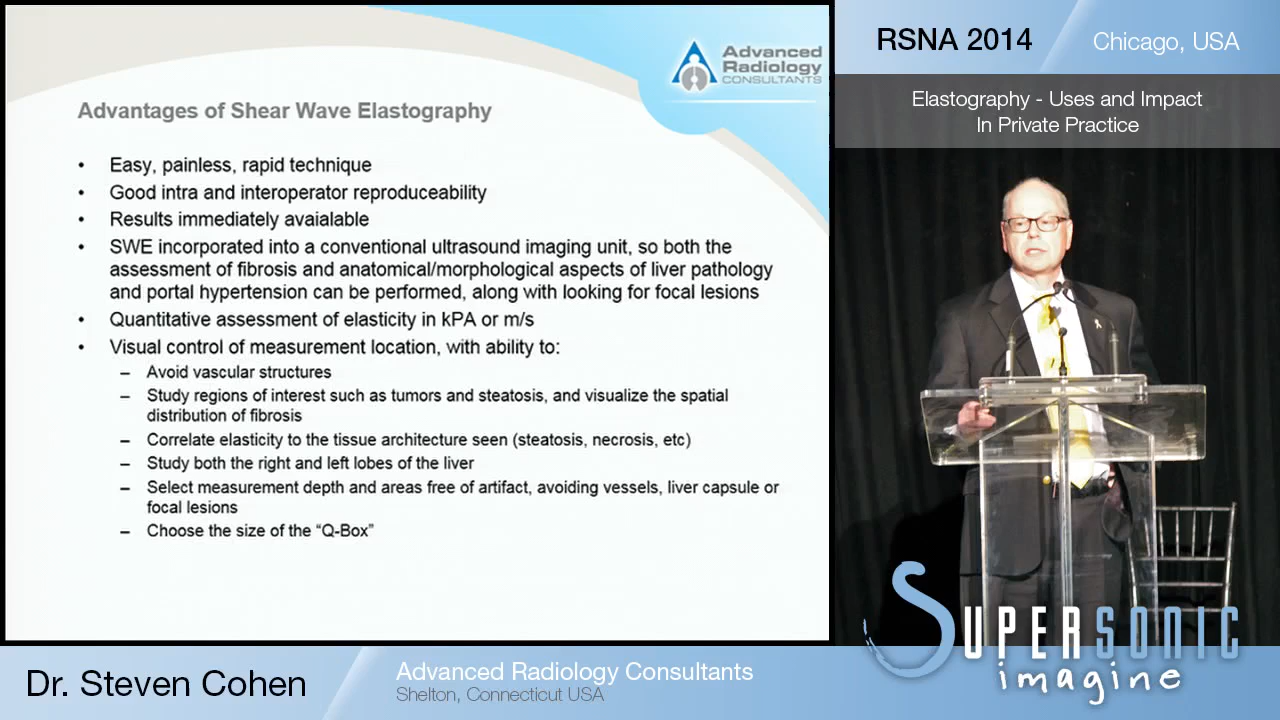 Advanced
Radiology
CONSULTANTS
Advantages of Shear Wave Elastography
• Easy, painless, rapid technique
• Good intra and interoperator reproduceability
• Results immediately avaialable
• SWE incorporated into a conventional ultrasound imaging unit, so both the
assessment of fibrosis and anatomical/morphological aspects of liver pathology
and portal hypertension can be performed, along with looking for focal lesions
• Quantitative assessment of elasticity in kPA or m/s
• Visual control of measurement location, with ability to:
– Avoid vascular structures
– Study regions of interest such as tumors and steatosis, and visualize the spatial
distribution of fibrosis
– Correlate elasticity to the tissue architecture seen (steatosis, necrosis, etc)
– Study both the right and left lobes of the liver
– Select measurement depth and areas free of artifact, avoiding vessels, liver capsule or
focal lesions
– Choose the size of the “Q-Box”
RSNA 2014 Chicago, USA
Elastography - Uses and Impact
In Private Practice
SUPERSONIC
imagine
Dr. Steven Cohen
Advanced Radiology Consultants
Shelton, Connecticut USA